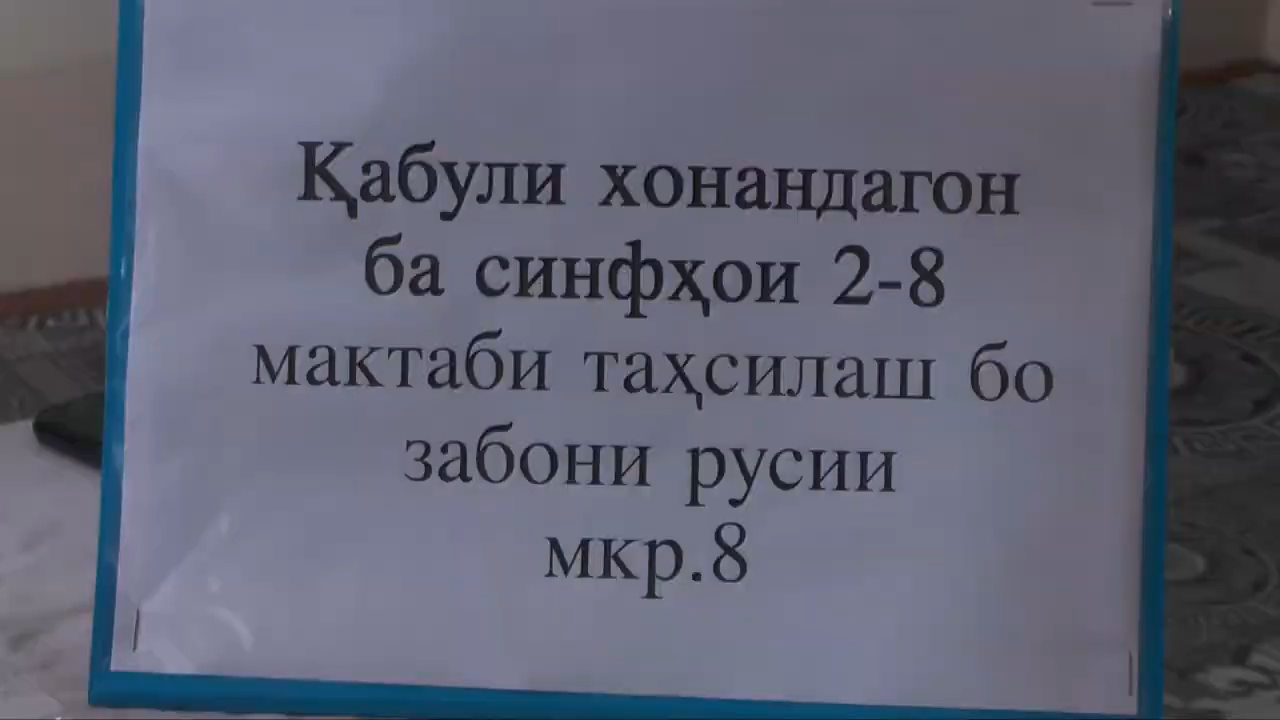 Қабули хонандагон
ба синфҳои 2-8
мактаби таҳсилаш бо
забони русии
мкр.8